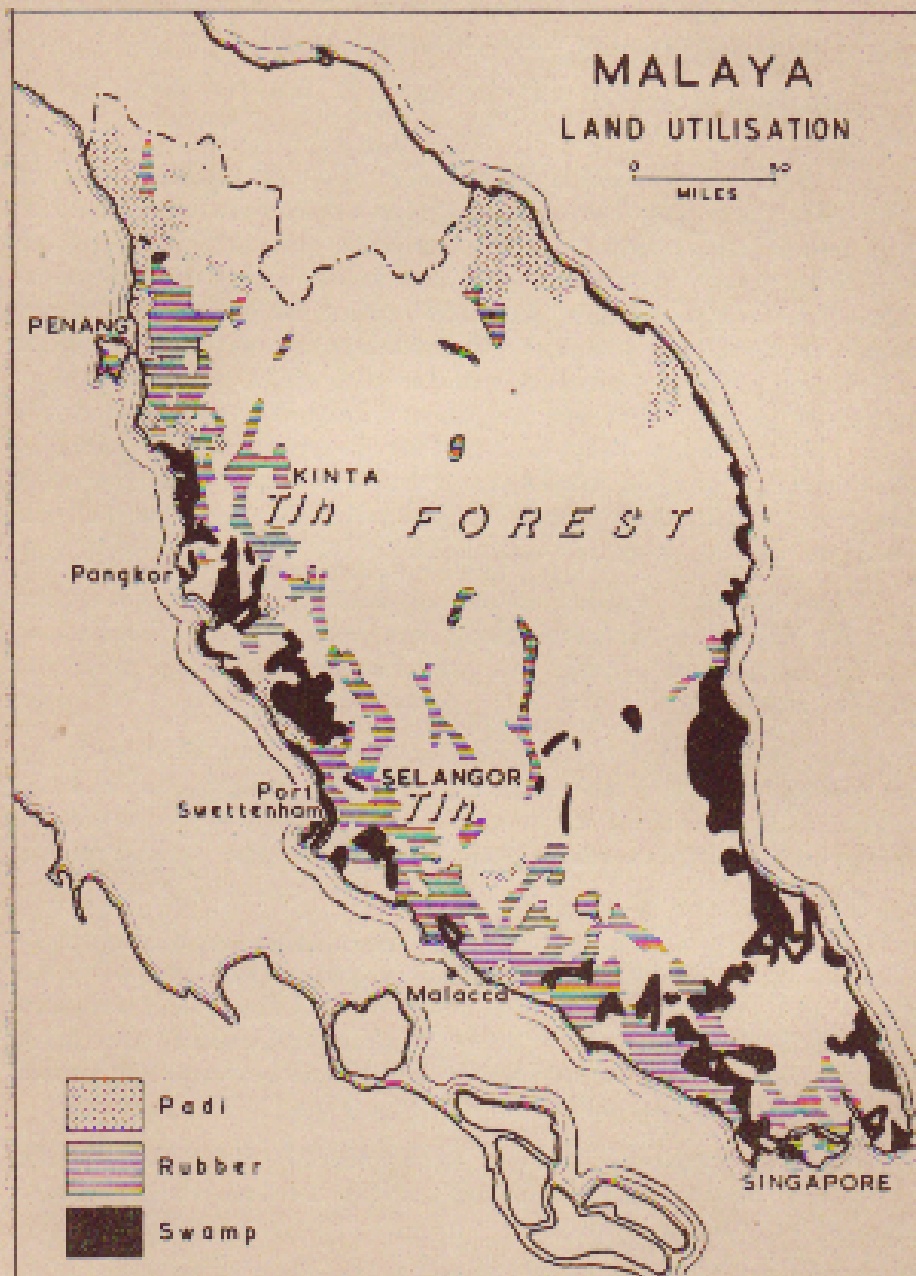 MALAYA
LAND UTILISATION
0 50
MILES
PENANG
KINTA
Tin
FOREST
Pangkor
SELANGOR
Port
Swettenham
Tin
Malacca
SINGAPORE
Padi
Rubber
Swamp